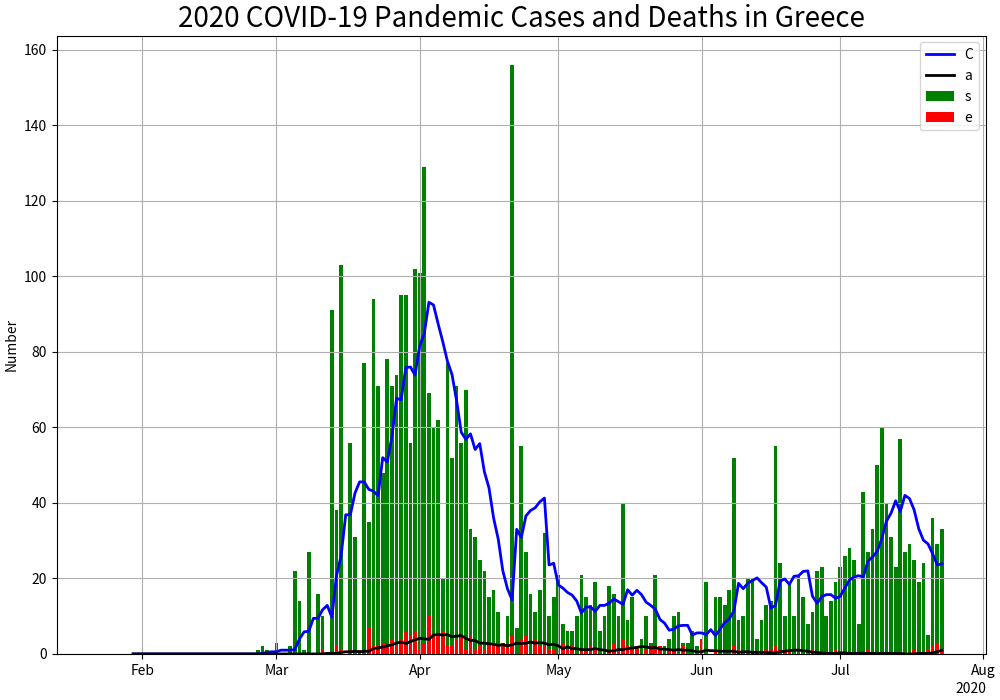 2020 COVID-19 Pandemic Cases and Deaths in Greece
160
140
120
100
80
60
40
20
0
Number
C
a
s
e
Feb
Mar
Apr
May
Jun
Jul
Aug
2020